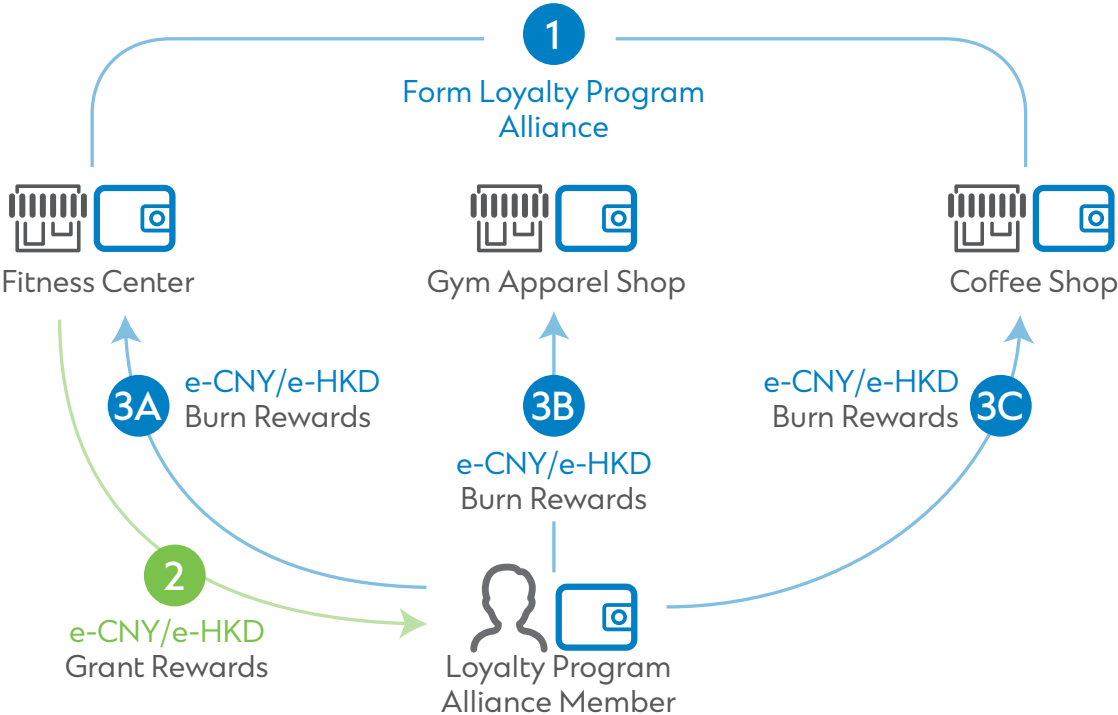 1
Form Loyalty Program
Alliance
Fitness Center
Gym Apparel Shop
Coffee Shop
3A
e-CNY/e-HKD
Burn Rewards
3B
e-CNY/e-HKD
Burn Rewards
e-CNY/e-HKD
Burn Rewards
3C
2
e-CNY/e-HKD
Grant Rewards
Loyalty Program
Alliance Member